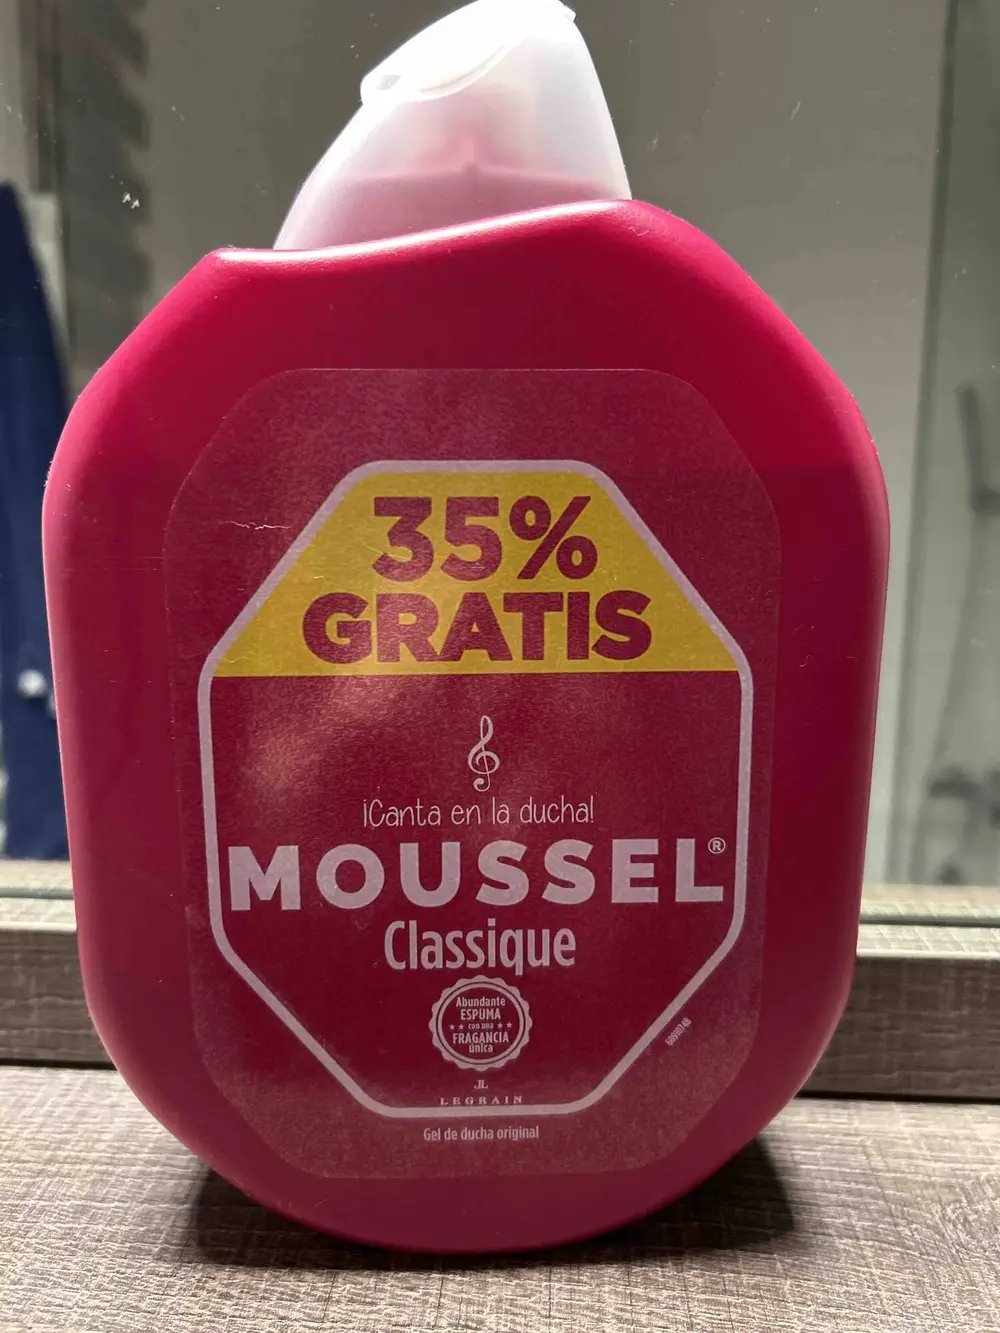 35%
GRATIS
¡Canta en la ducha!
MOUSSEL®
Classique
Abundante
ESPUMA
con una
FRAGANCIA
única
JL
LEGRAIN
Gel de ducha original